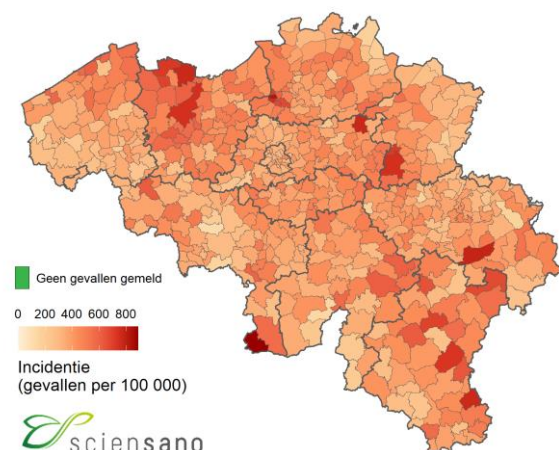 Geen gevallen gemeld
0 200 400 600 800
Incidentie
(gevallen per 100 000)
sciensano